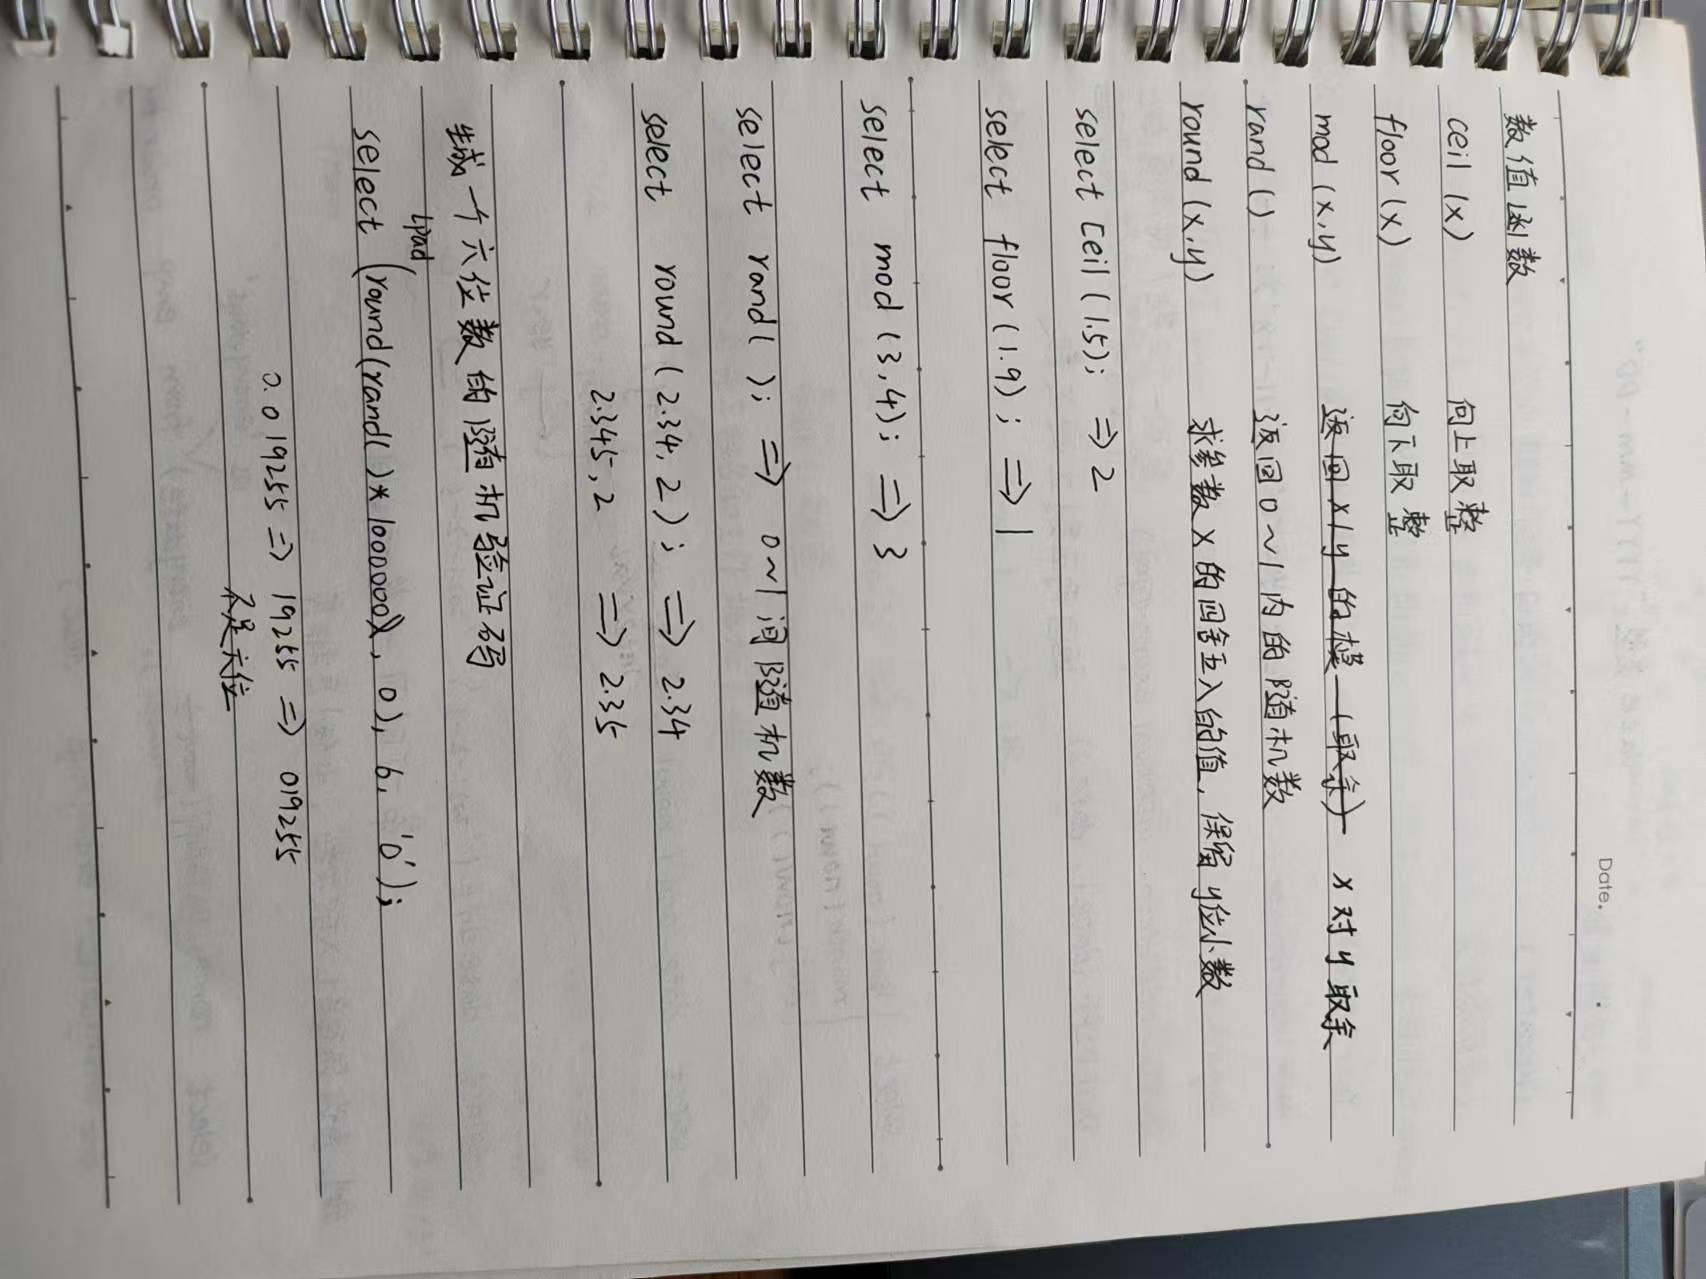 Date.
数值函数
ceil (x) 向上取整
floor (x) 向下取整
mod (x,y) 返回 x/y 的模 (取余) x 对 y 取余
rand () 返回 0~1 内的随机数
round (x,y) 求参数 x 的四舍五入的值, 保留 y位小数
select ceil (1.5); ⇒ 2
select floor (1.9); ⇒ 1
select mod (3,4); ⇒ 3
select rand( ); ⇒ 0~1 间随机数
select round (2.34, 2); ⇒ 2.34
2.345, 2 ⇒ 2.35
生成一个六位数的随机验证码
lpad
select (round(rand( )*1000000), 0), 6, '0');
0.019255 ⇒ 19255 ⇒ 019255
不足六位